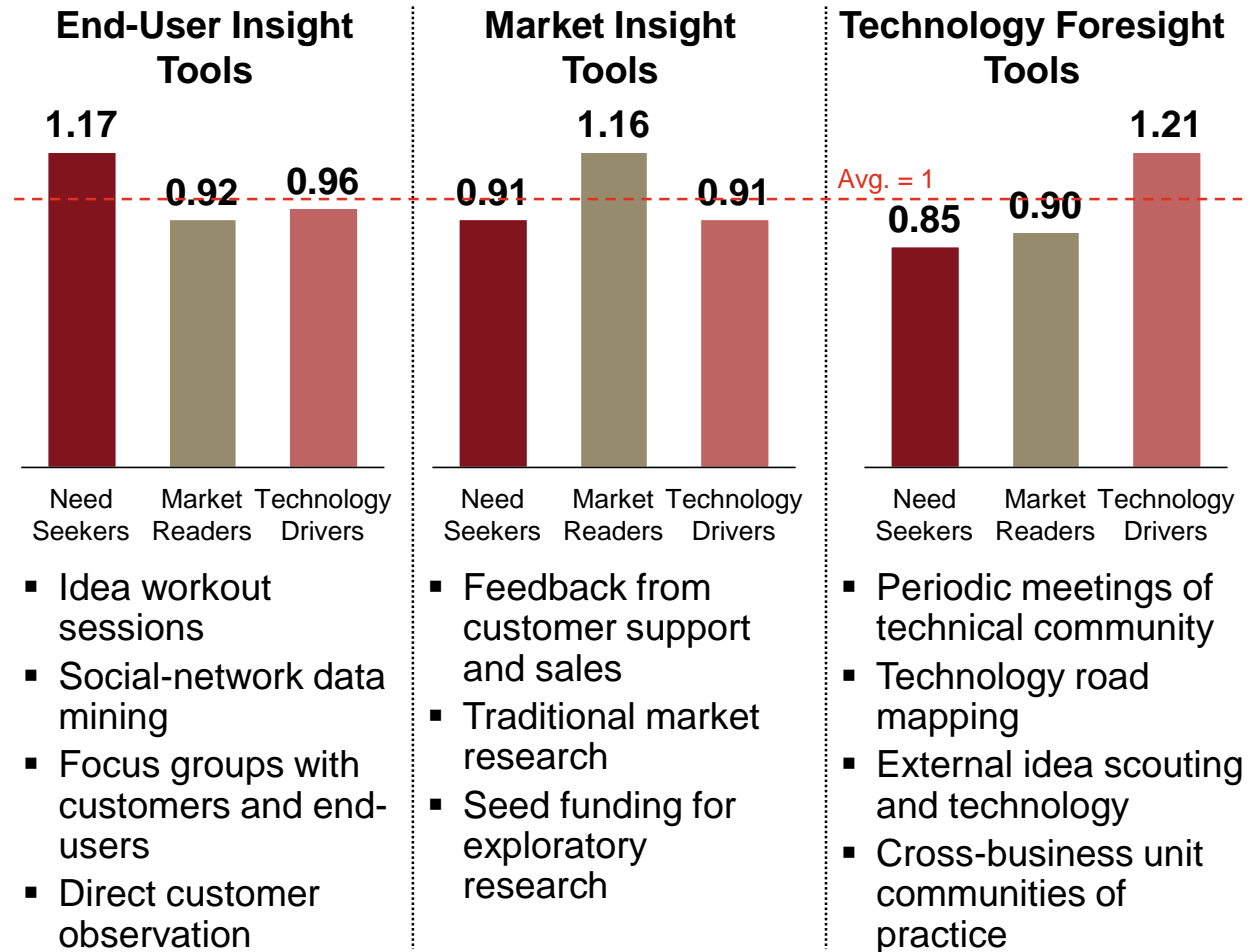 End-User Insight
Tools
1.17
0.92
0.96
Need
Seekers
Market
Readers
Technology
Drivers
▪ Idea workout
sessions
▪ Social-network data
mining
▪ Focus groups with
customers and end-
users
▪ Direct customer
observation
Market Insight
Tools
0.91
1.16
0.91
Need
Seekers
Market
Readers
Technology
Drivers
▪ Feedback from
customer support
and sales
▪ Traditional market
research
▪ Seed funding for
exploratory
research
Technology Foresight
Tools
Avg. = 1
0.85
0.90
1.21
Need
Seekers
Market
Readers
Technology
Drivers
▪ Periodic meetings of
technical community
▪ Technology road
mapping
▪ External idea scouting
and technology
▪ Cross-business unit
communities of
practice